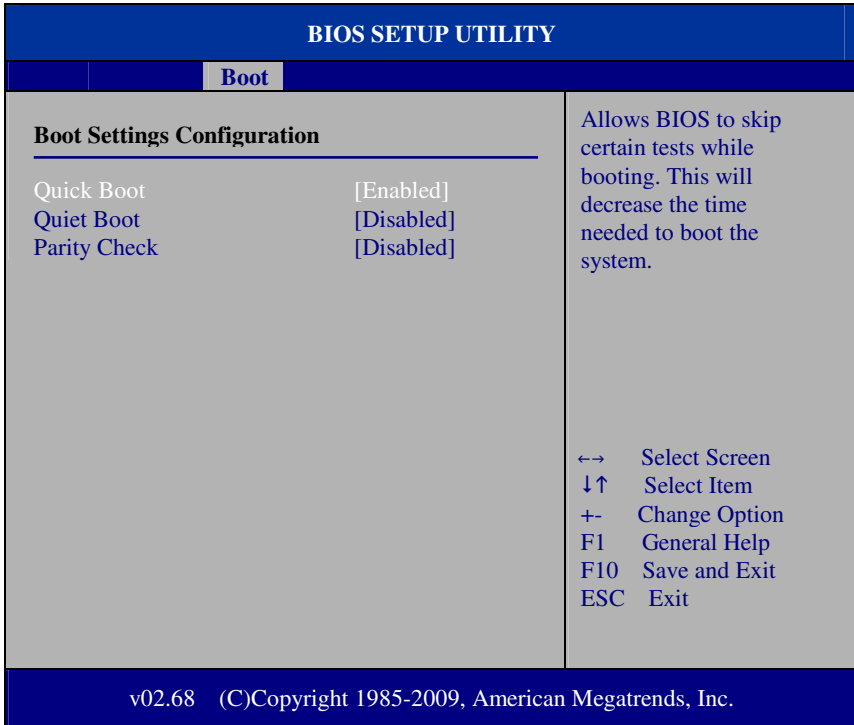 BIOS SETUP UTILITY
Boot
Boot Settings Configuration
Quick Boot [Enabled]
Quiet Boot [Disabled]
Parity Check [Disabled]
Allows BIOS to skip
certain tests while
booting. This will
decrease the time
needed to boot the
system.
←→ Select Screen
↓↑ Select Item
+- Change Option
F1 General Help
F10 Save and Exit
ESC Exit
v02.68 (C)Copyright 1985-2009, American Megatrends, Inc.